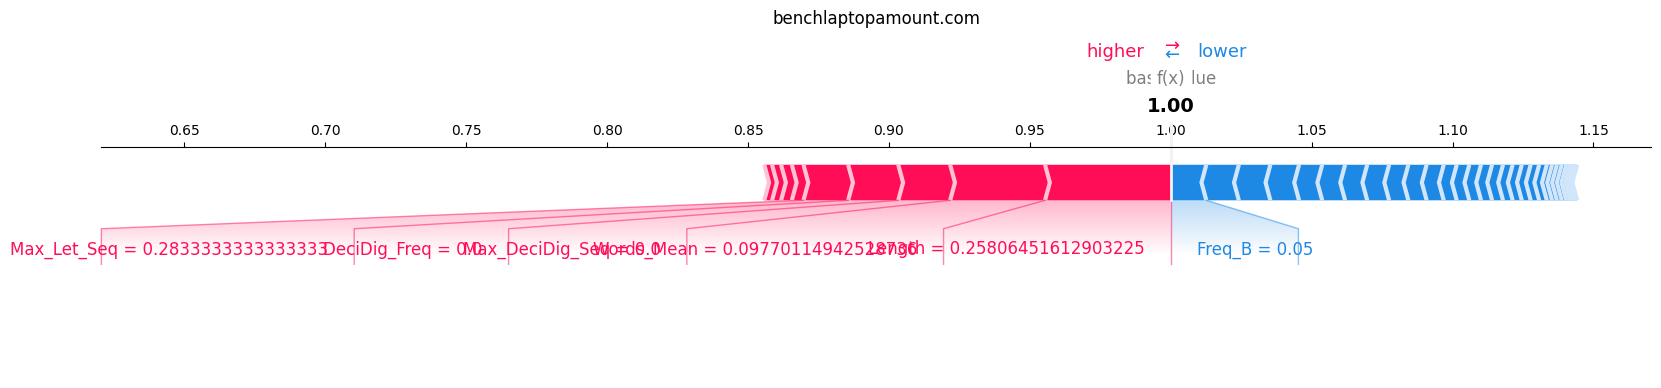 benchlaptopamount.com
higher ⇄ lower
bas f(x) lue
1.00
0.65 0.70 0.75 0.80 0.85 0.90 0.95 1.00 1.05 1.10 1.15
Max_Let_Seq = 0.2833333333333333 DeciDig_Freq = 0.0 Max_DeciDig_Seq = 0.0 Words_Mean = 0.09770114942528736 Length = 0.25806451612903225 Freq_B = 0.05